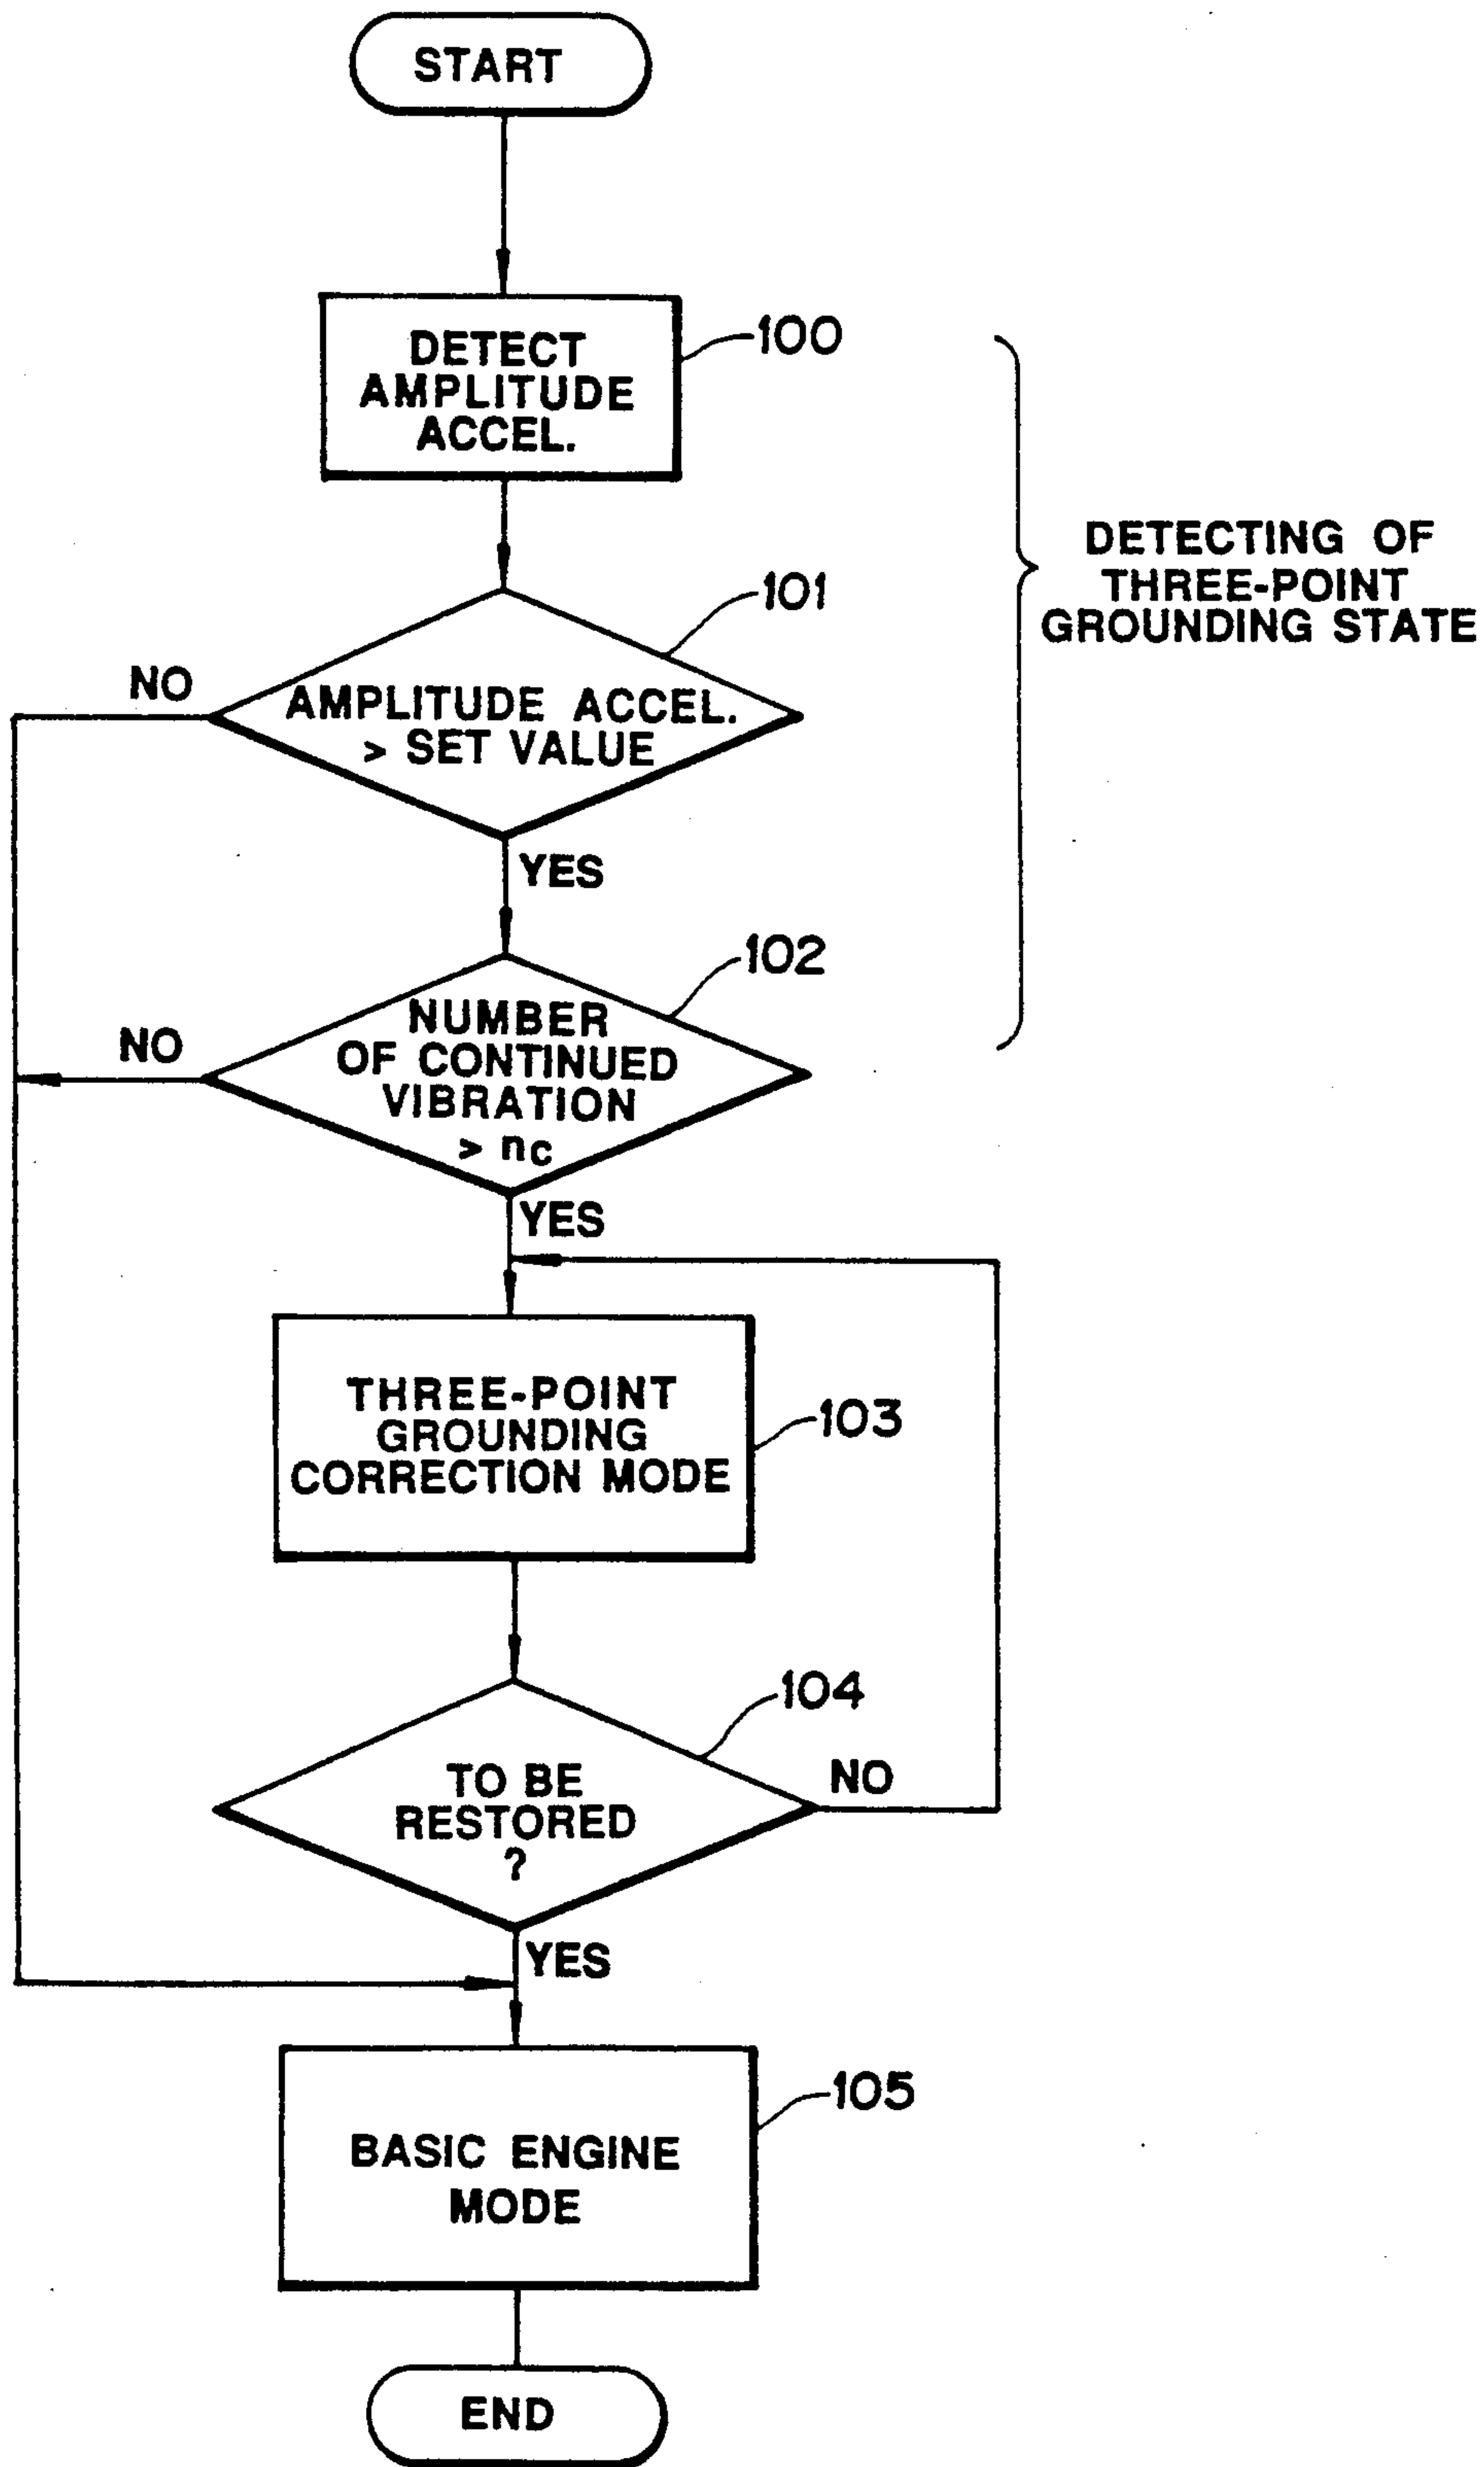 START
DETECT
AMPLITUDE
ACCEL.
100
DETECTING OF
THREE-POINT
GROUNDING STATE
101
NO
AMPLITUDE ACCEL.
> SET VALUE
YES
102
NO
NUMBER
OF CONTINUED
VIBRATION
> nc
YES
THREE-POINT
GROUNDING
CORRECTION MODE
103
104
TO BE
RESTORED
?
NO
YES
105
BASIC ENGINE
MODE
END